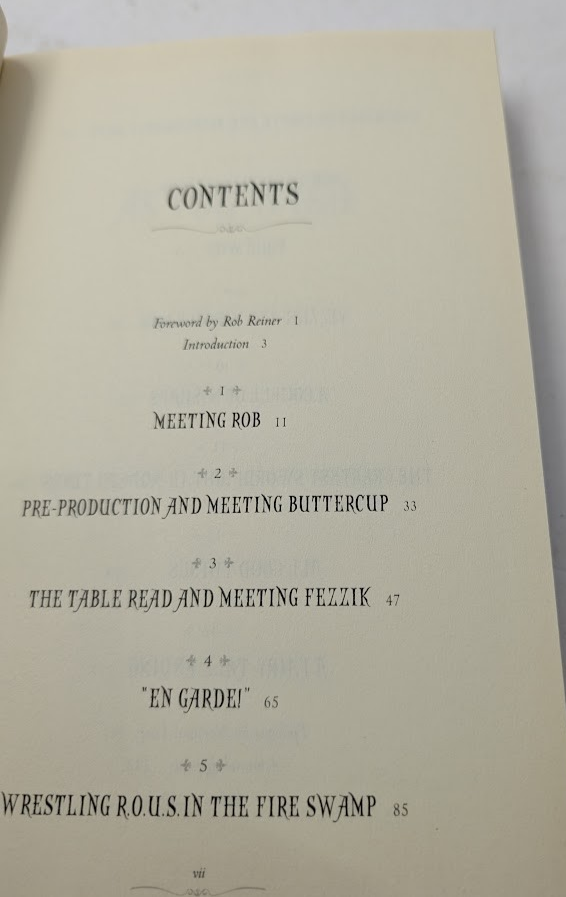 CONTENTS
Foreword by Rob Reiner 1
Introduction 3
1
MEETING ROB 11
2
PRE-PRODUCTION AND MEETING BUTTERCUP 33
3
THE TABLE READ AND MEETING FEZZIK 47
4
"EN GARDE!" 65
5
WRESTLING R.O.U.S. IN THE FIRE SWAMP 85
vii